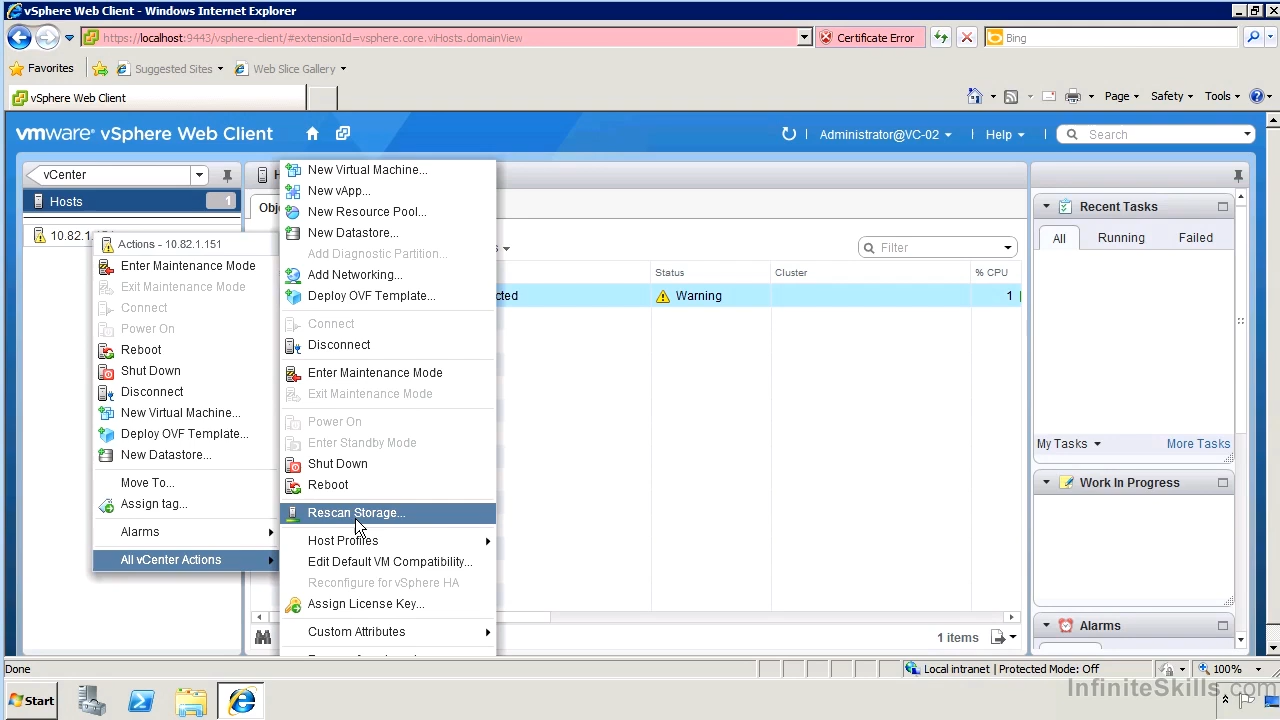 vSphere Web Client - Windows Internet Explorer
https://localhost:9443/vsphere-client/#extensionId=vsphere.core.viHosts.domainView
Certificate Error
Bing
Favorites
Suggested Sites
Web Slice Gallery
vSphere Web Client
Page
Safety
Tools
vmware vSphere Web Client
Administrator@VC-02
Help
Search
vCenter
Hosts
1
10.82.1
Actions - 10.82.1.151
Enter Maintenance Mode
Exit Maintenance Mode
Connect
Power On
Reboot
Shut Down
Disconnect
New Virtual Machine...
Deploy OVF Template...
New Datastore...
Move To...
Assign tag...
Alarms
All vCenter Actions
New Virtual Machine...
New vApp...
New Resource Pool...
New Datastore...
Add Diagnostic Partition...
Add Networking...
Deploy OVF Template...
Connect
Disconnect
Enter Maintenance Mode
Exit Maintenance Mode
Power On
Enter Standby Mode
Shut Down
Reboot
Rescan Storage...
Host Profiles
Edit Default VM Compatibility...
Reconfigure for vSphere HA
Assign License Key...
Custom Attributes
H
Obj
s
Filter
Status
Cluster
% CPU
cted
Warning
1
1 items
Recent Tasks
All
Running
Failed
My Tasks
More Tasks
Work In Progress
Alarms
Done
Local intranet | Protected Mode: Off
100%
InfiniteSkills.com
Start